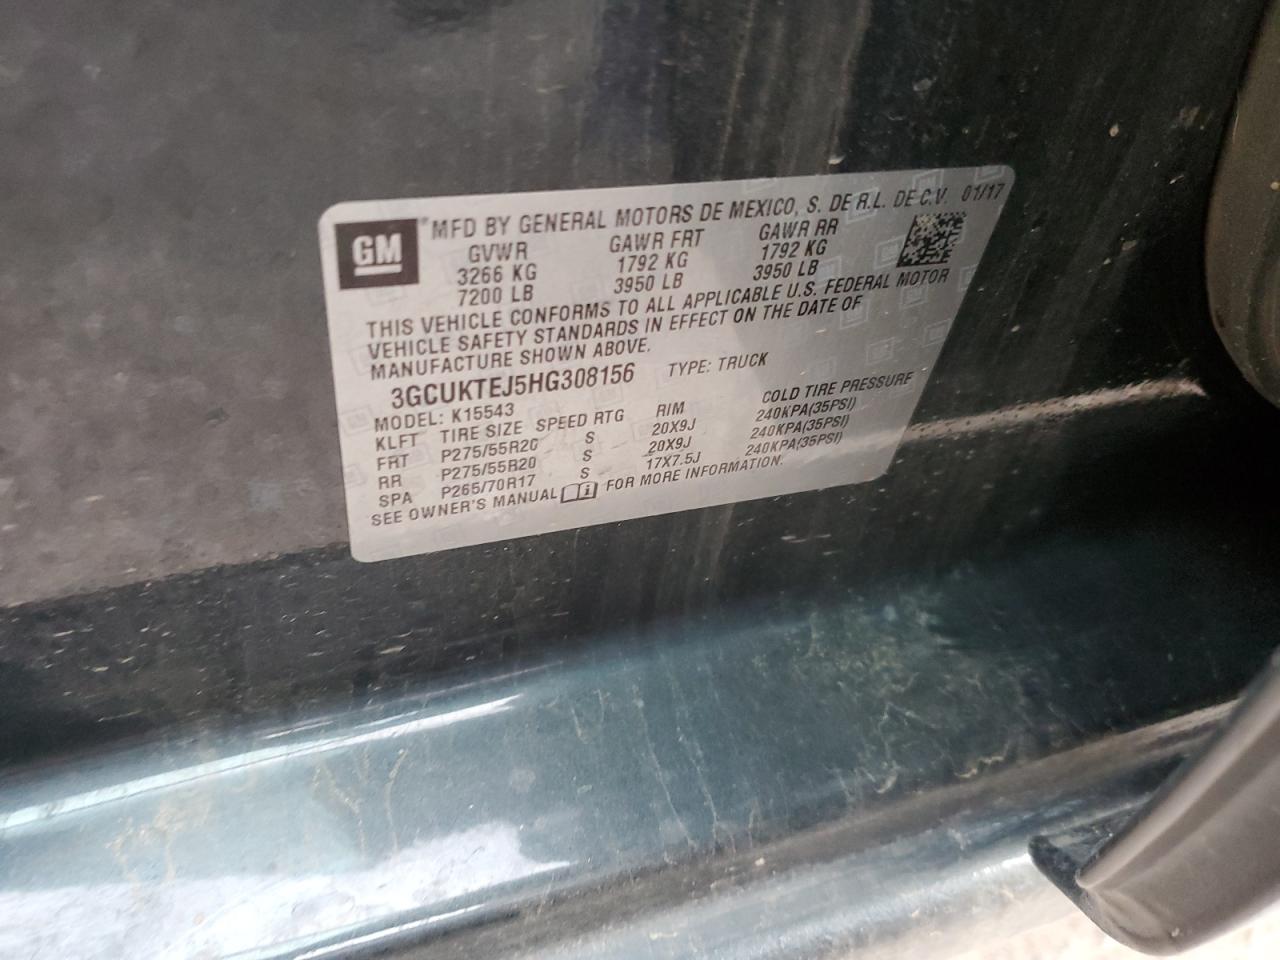 GM
®MFD BY GENERAL MOTORS DE MEXICO, S. DE R.L. DE C.V. 01/17
GVWR GAWR FRT GAWR RR
3266 KG 1792 KG 1792 KG
7200 LB 3950 LB 3950 LB
THIS VEHICLE CONFORMS TO ALL APPLICABLE U.S. FEDERAL MOTOR
VEHICLE SAFETY STANDARDS IN EFFECT ON THE DATE OF
MANUFACTURE SHOWN ABOVE.
3GCUKTEJ5HG308156 TYPE: TRUCK
MODEL: K15543
KLFT TIRE SIZE SPEED RTG RIM COLD TIRE PRESSURE
FRT P275/55R20 S 20X9J 240KPA(35PSI)
RR P275/55R20 S 20X9J 240KPA(35PSI)
SPA P265/70R17 S 17X7.5J 240KPA(35PSI)
SEE OWNER'S MANUAL FOR MORE INFORMATION.